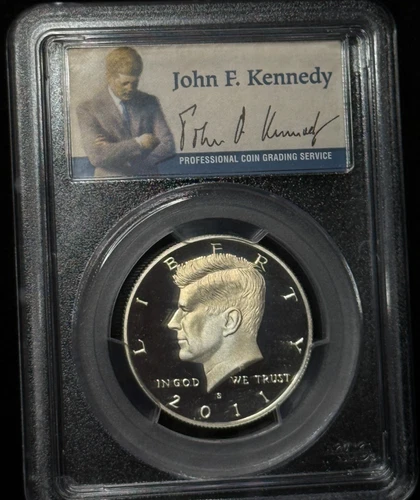 John F. Kennedy
John F. Kennedy
PROFESSIONAL COIN GRADING SERVICE
LIBERTY
IN GOD WE TRUST
S
2011